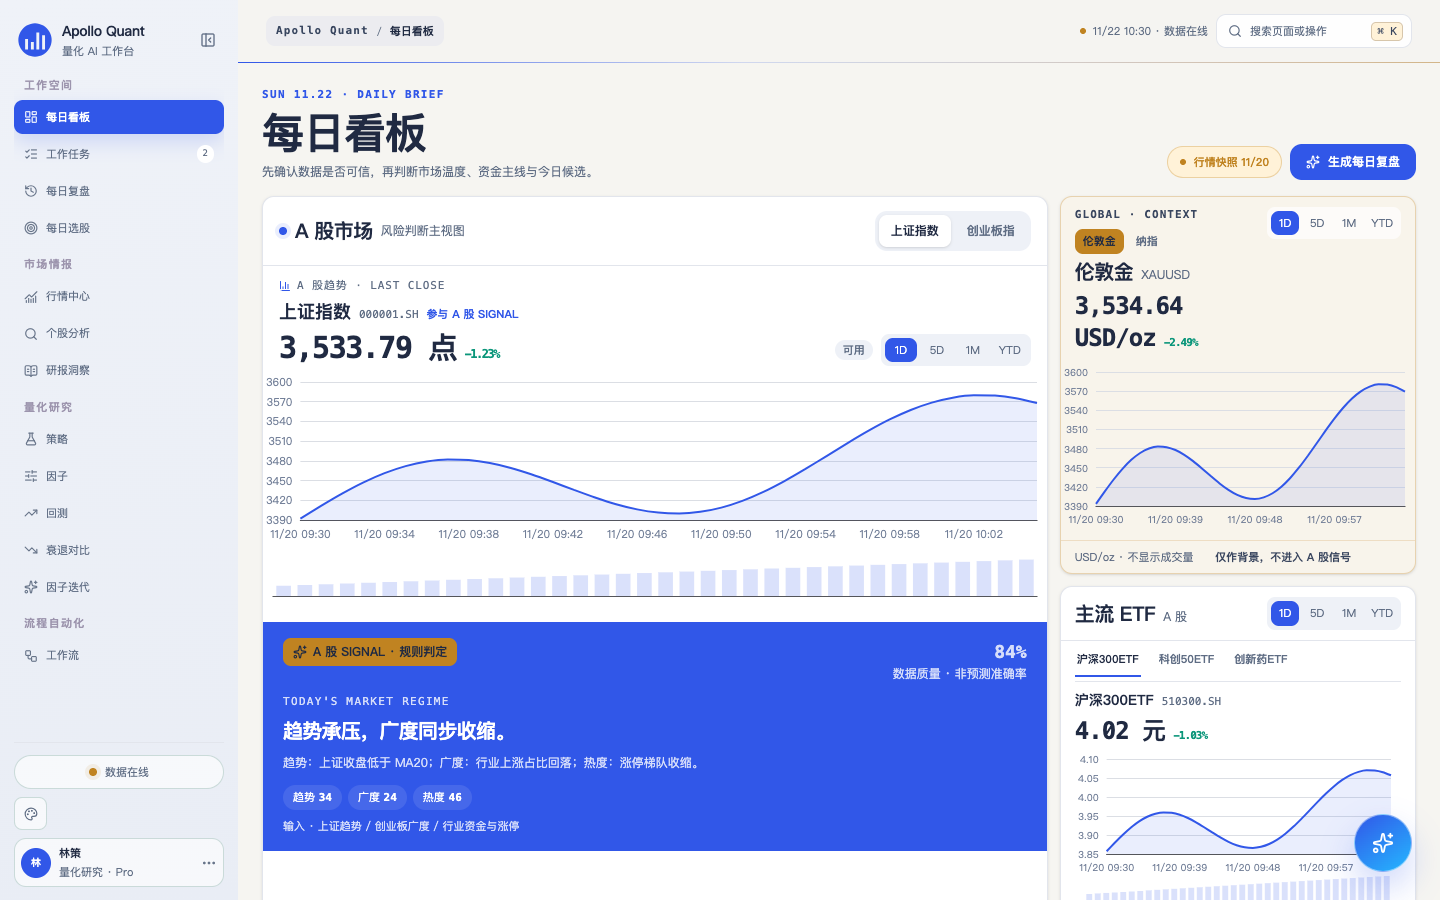 Apollo Quant
量化 AI 工作台
工作空间
每日看板
工作任务 2
每日复盘
每日选股
市场情报
行情中心
个股分析
研报洞察
量化研究
策略
因子
回测
衰退对比
因子迭代
流程自动化
工作流
数据在线
林
林策
量化研究 · Pro
Apollo Quant / 每日看板
11/22 10:30 · 数据在线
搜索页面或操作 ⌘ K
SUN 11.22 · DAILY BRIEF
每日看板
先确认数据是否可信，再判断市场温度、资金主线与今日候选。
行情快照 11/20
生成每日复盘
A 股市场 风险判断主视图
上证指数 创业板指
A 股趋势 · LAST CLOSE
上证指数 000001.SH 参与 A 股 SIGNAL
3,533.79 点 −1.23%
可用 1D 5D 1M YTD
3600
3570
3540
3510
3480
3450
3420
3390
11/20 09:30 11/20 09:34 11/20 09:38 11/20 09:42 11/20 09:46 11/20 09:50 11/20 09:54 11/20 09:58 11/20 10:02
A 股 SIGNAL · 规则判定
84%
数据质量 · 非预测准确率
TODAY'S MARKET REGIME
趋势承压，广度同步收缩。
趋势：上证收盘低于 MA20；广度：行业上涨占比回落；热度：涨停梯队收缩。
趋势 34 广度 24 热度 46
输入 · 上证趋势 / 创业板广度 / 行业资金与涨停
GLOBAL · CONTEXT
1D 5D 1M YTD
伦敦金 纳指
伦敦金 XAUUSD
3,534.64
USD/oz −2.49%
3600
3570
3540
3510
3480
3450
3420
3390
11/20 09:30 11/20 09:39 11/20 09:48 11/20 09:57
USD/oz · 不显示成交量 仅作背景，不进入 A 股信号
主流 ETF A 股
1D 5D 1M YTD
沪深300ETF 科创50ETF 创新药ETF
沪深300ETF 510300.SH
4.02 元 −1.03%
4.10
4.05
4.00
3.95
3.90
3.85
11/20 09:30 11/20 09:39 11/20 09:48 11/20 09:57